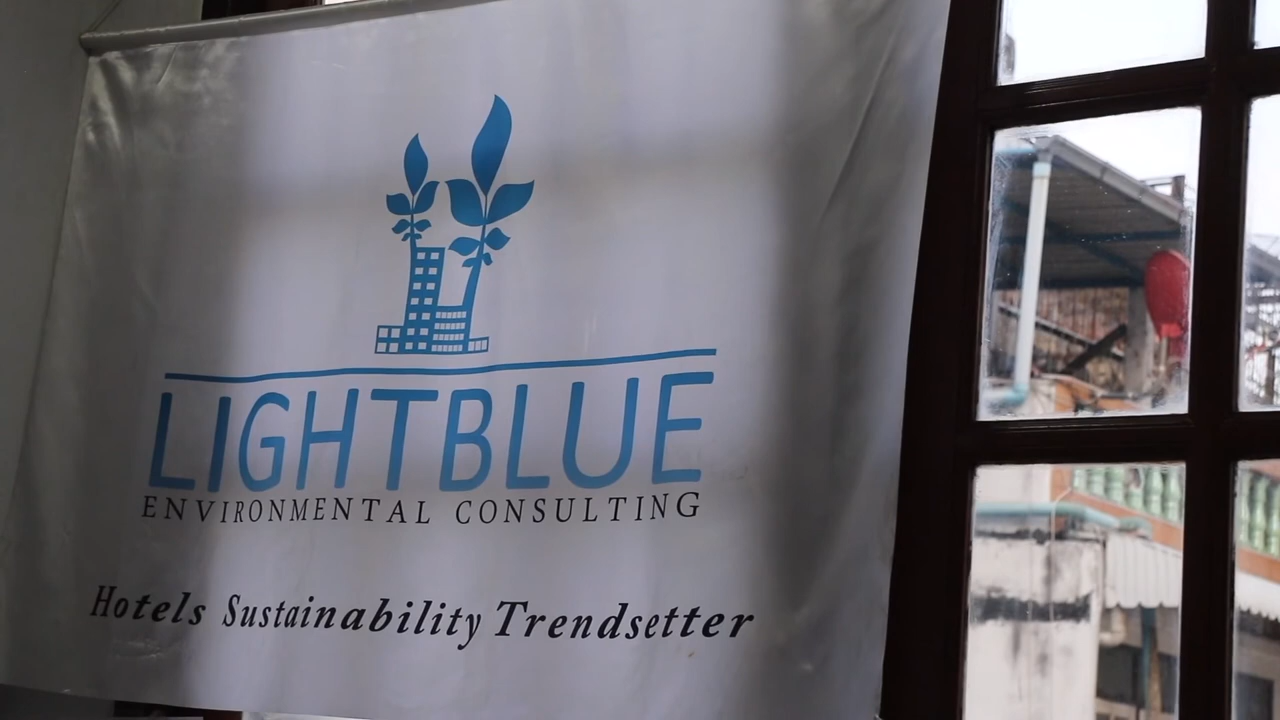 LIGHTBLUE
ENVIRONMENTAL CONSULTING
Hotels Sustainability Trendsetter